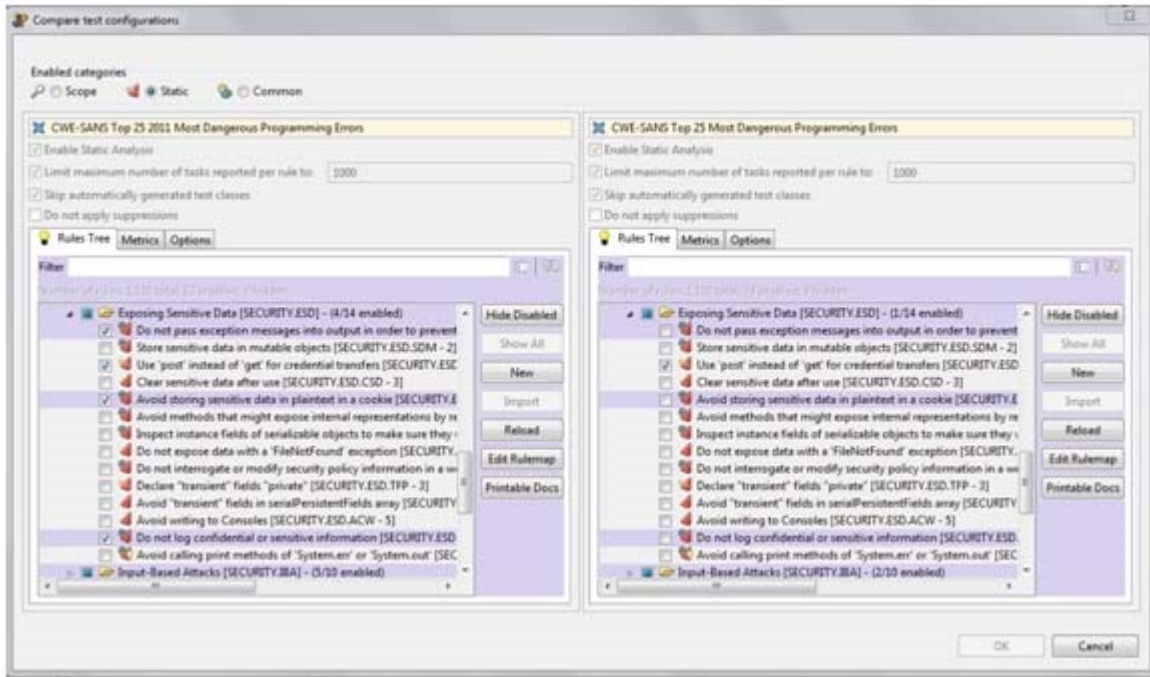 Compare test configurations
Enabled categories
Scope Static Common
CWE-SANS Top 25 2011 Most Dangerous Programming Errors
Enable Static Analysis
Limit maximum number of tasks reported per rule to: 1000
Skip automatically generated test classes
Do not apply suppressions
Rules Tree Metrics Options
Filter
Exposing Sensitive Data [SECURITY.ESD] - (4/14 enabled)
Do not pass exception messages into output in order to prevent
Store sensitive data in mutable objects [SECURITY.ESD.SDM - 2]
Use 'post' instead of 'get' for credential transfers [SECURITY.ESD
Clear sensitive data after use [SECURITY.ESD.CSD - 3]
Avoid storing sensitive data in plaintext in a cookie [SECURITY.E
Avoid methods that might expose internal representations by re
Inspect instance fields of serializable objects to make sure they
Do not expose data with a 'FileNotFound' exception [SECURITY.
Do not interrogate or modify security policy information in a we
Declare "transient" fields "private" [SECURITY.ESD.TFP - 3]
Avoid "transient" fields in serialPersistentFields array [SECURITY
Avoid writing to Consoles [SECURITY.ESD.ACW - 5]
Do not log confidential or sensitive information [SECURITY.ESD
Avoid calling print methods of 'System.err' or 'System.out' [SEC
Input-Based Attacks [SECURITY.IBA] - (5/10 enabled)
Hide Disabled
Show All
New
Import
Reload
Edit Rulemap
Printable Docs
CWE-SANS Top 25 Most Dangerous Programming Errors
Enable Static Analysis
Limit maximum number of tasks reported per rule to: 1000
Skip automatically generated test classes
Do not apply suppressions
Rules Tree Metrics Options
Filter
Exposing Sensitive Data [SECURITY.ESD] - (1/14 enabled)
Do not pass exception messages into output in order to prevent
Store sensitive data in mutable objects [SECURITY.ESD.SDM - 2]
Use 'post' instead of 'get' for credential transfers [SECURITY.ESD
Clear sensitive data after use [SECURITY.ESD.CSD - 3]
Avoid storing sensitive data in plaintext in a cookie [SECURITY.E
Avoid methods that might expose internal representations by re
Inspect instance fields of serializable objects to make sure they
Do not expose data with a 'FileNotFound' exception [SECURITY.
Do not interrogate or modify security policy information in a we
Declare "transient" fields "private" [SECURITY.ESD.TFP - 3]
Avoid "transient" fields in serialPersistentFields array [SECURITY
Avoid writing to Consoles [SECURITY.ESD.ACW - 5]
Do not log confidential or sensitive information [SECURITY.ESD
Avoid calling print methods of 'System.err' or 'System.out' [SEC
Input-Based Attacks [SECURITY.IBA] - (2/10 enabled)
Hide Disabled
Show All
New
Import
Reload
Edit Rulemap
Printable Docs
OK Cancel